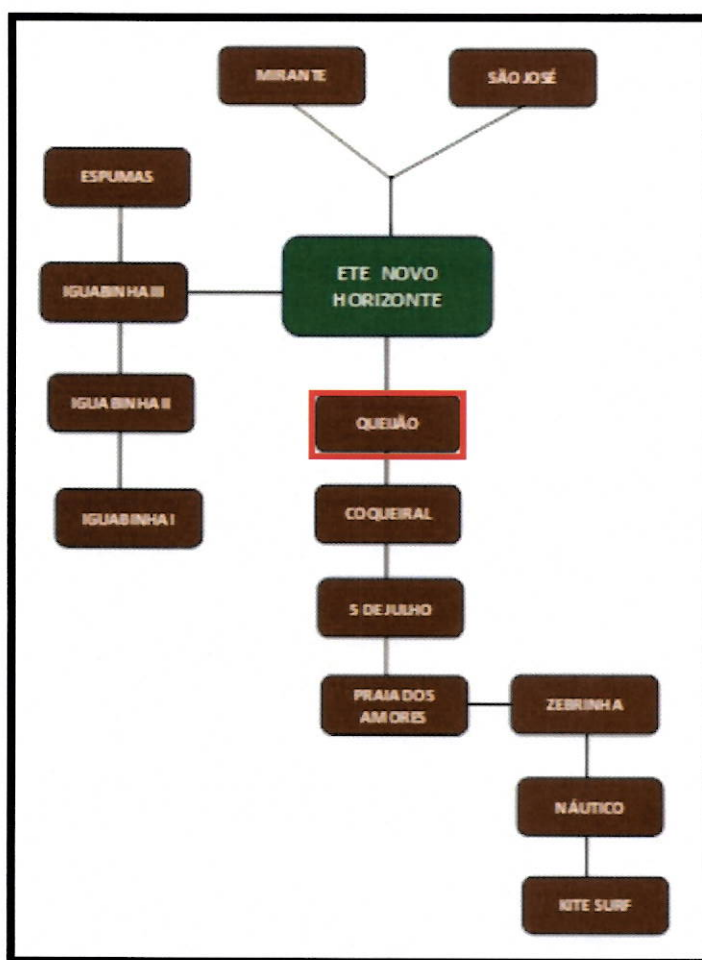 MIRANTE
SÃO JOSÉ
ESPUMAS
ETE NOVO
HORIZONTE
IGUABINHA III
IGUABINHA II
QUEIJÃO
IGUABINHA I
COQUEIRAL
5 DE JULHO
PRAIA DOS
AMORES
ZEBRINHA
NÁUTICO
KITE SURF